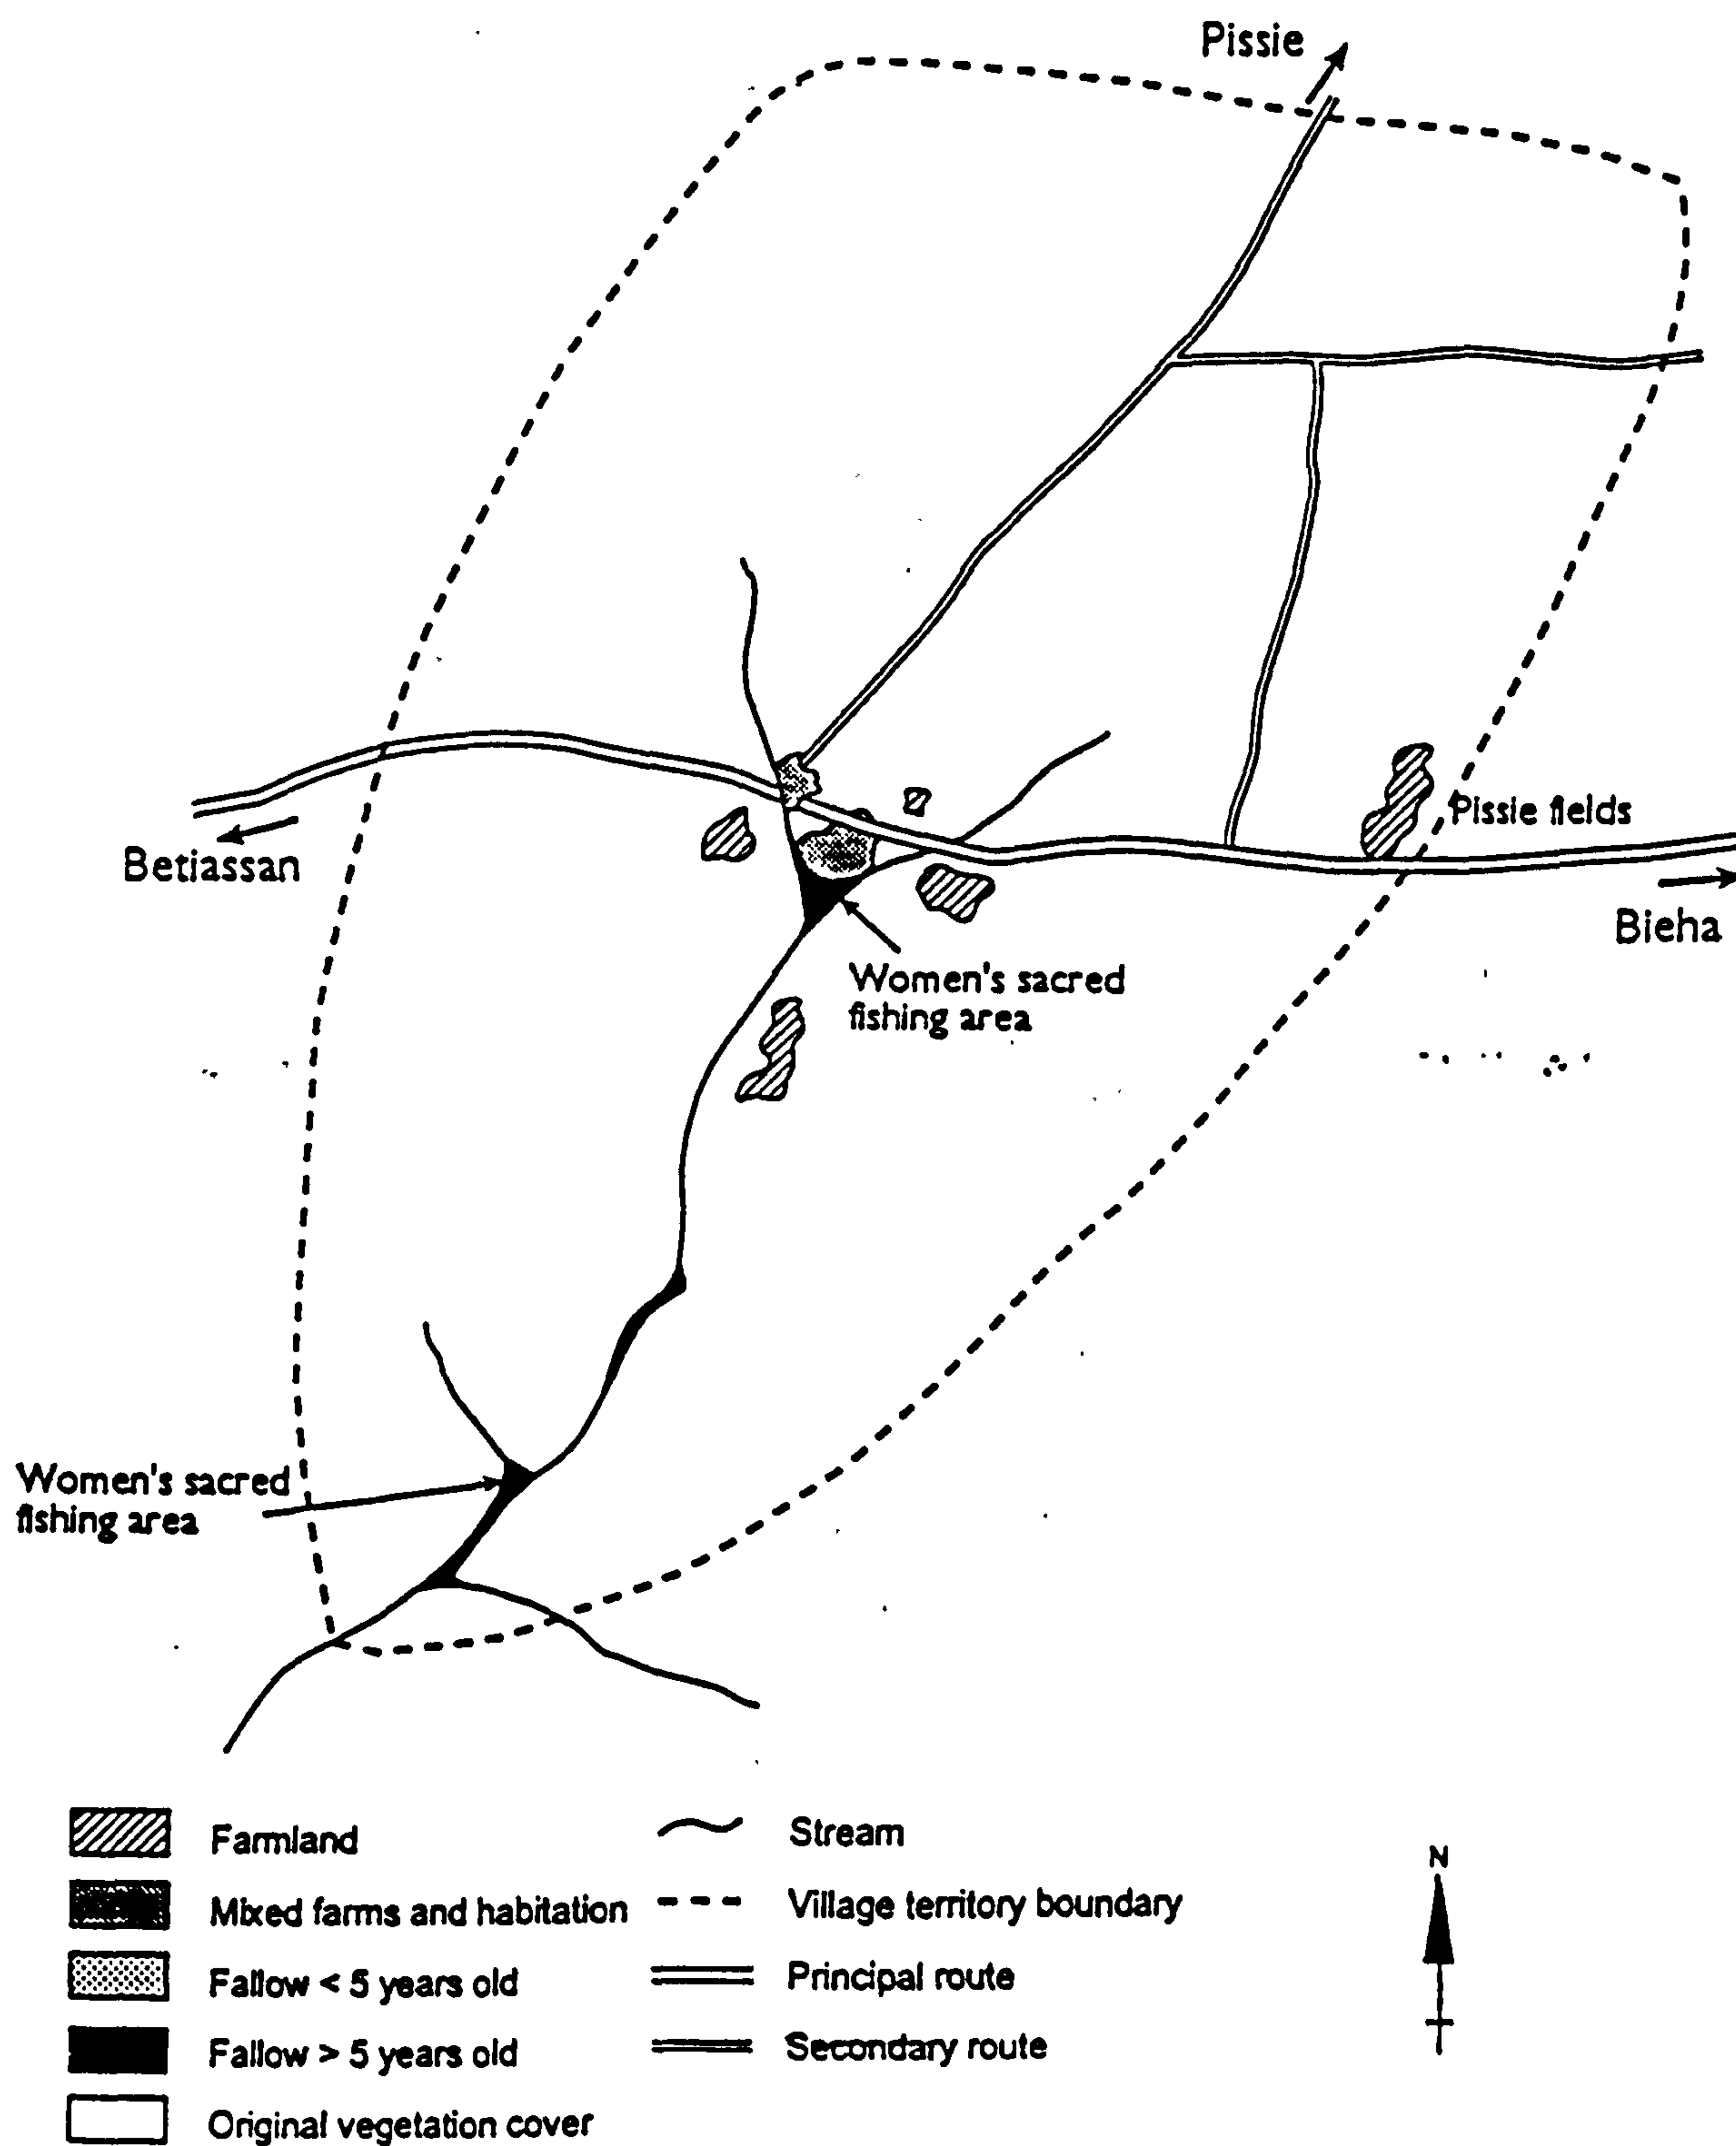 Pissie
Pissie fields
Betiassan
Bieha
Women's sacred
fishing area
Women's sacred
fishing area
Farmland
Mixed farms and habitation
Fallow < 5 years old
Fallow > 5 years old
Original vegetation cover
Stream
Village territory boundary
Principal route
Secondary route
N